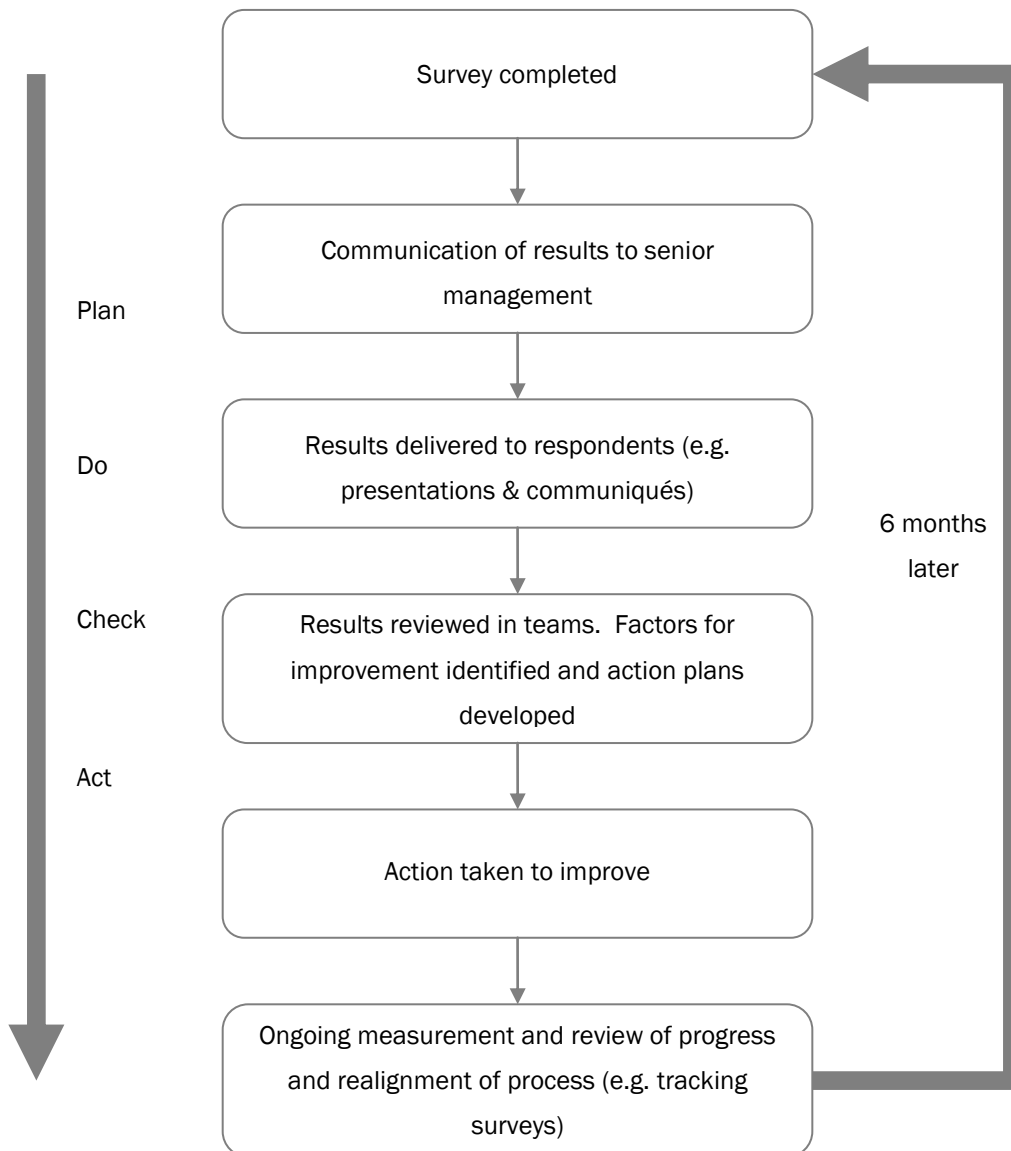 Survey completed
Communication of results to senior
management
Plan
Results delivered to respondents (e.g.
presentations & communiqués)
Do
6 months
later
Check
Results reviewed in teams.  Factors for
improvement identified and action plans
developed
Act
Action taken to improve
Ongoing measurement and review of progress
and realignment of process (e.g. tracking
surveys)